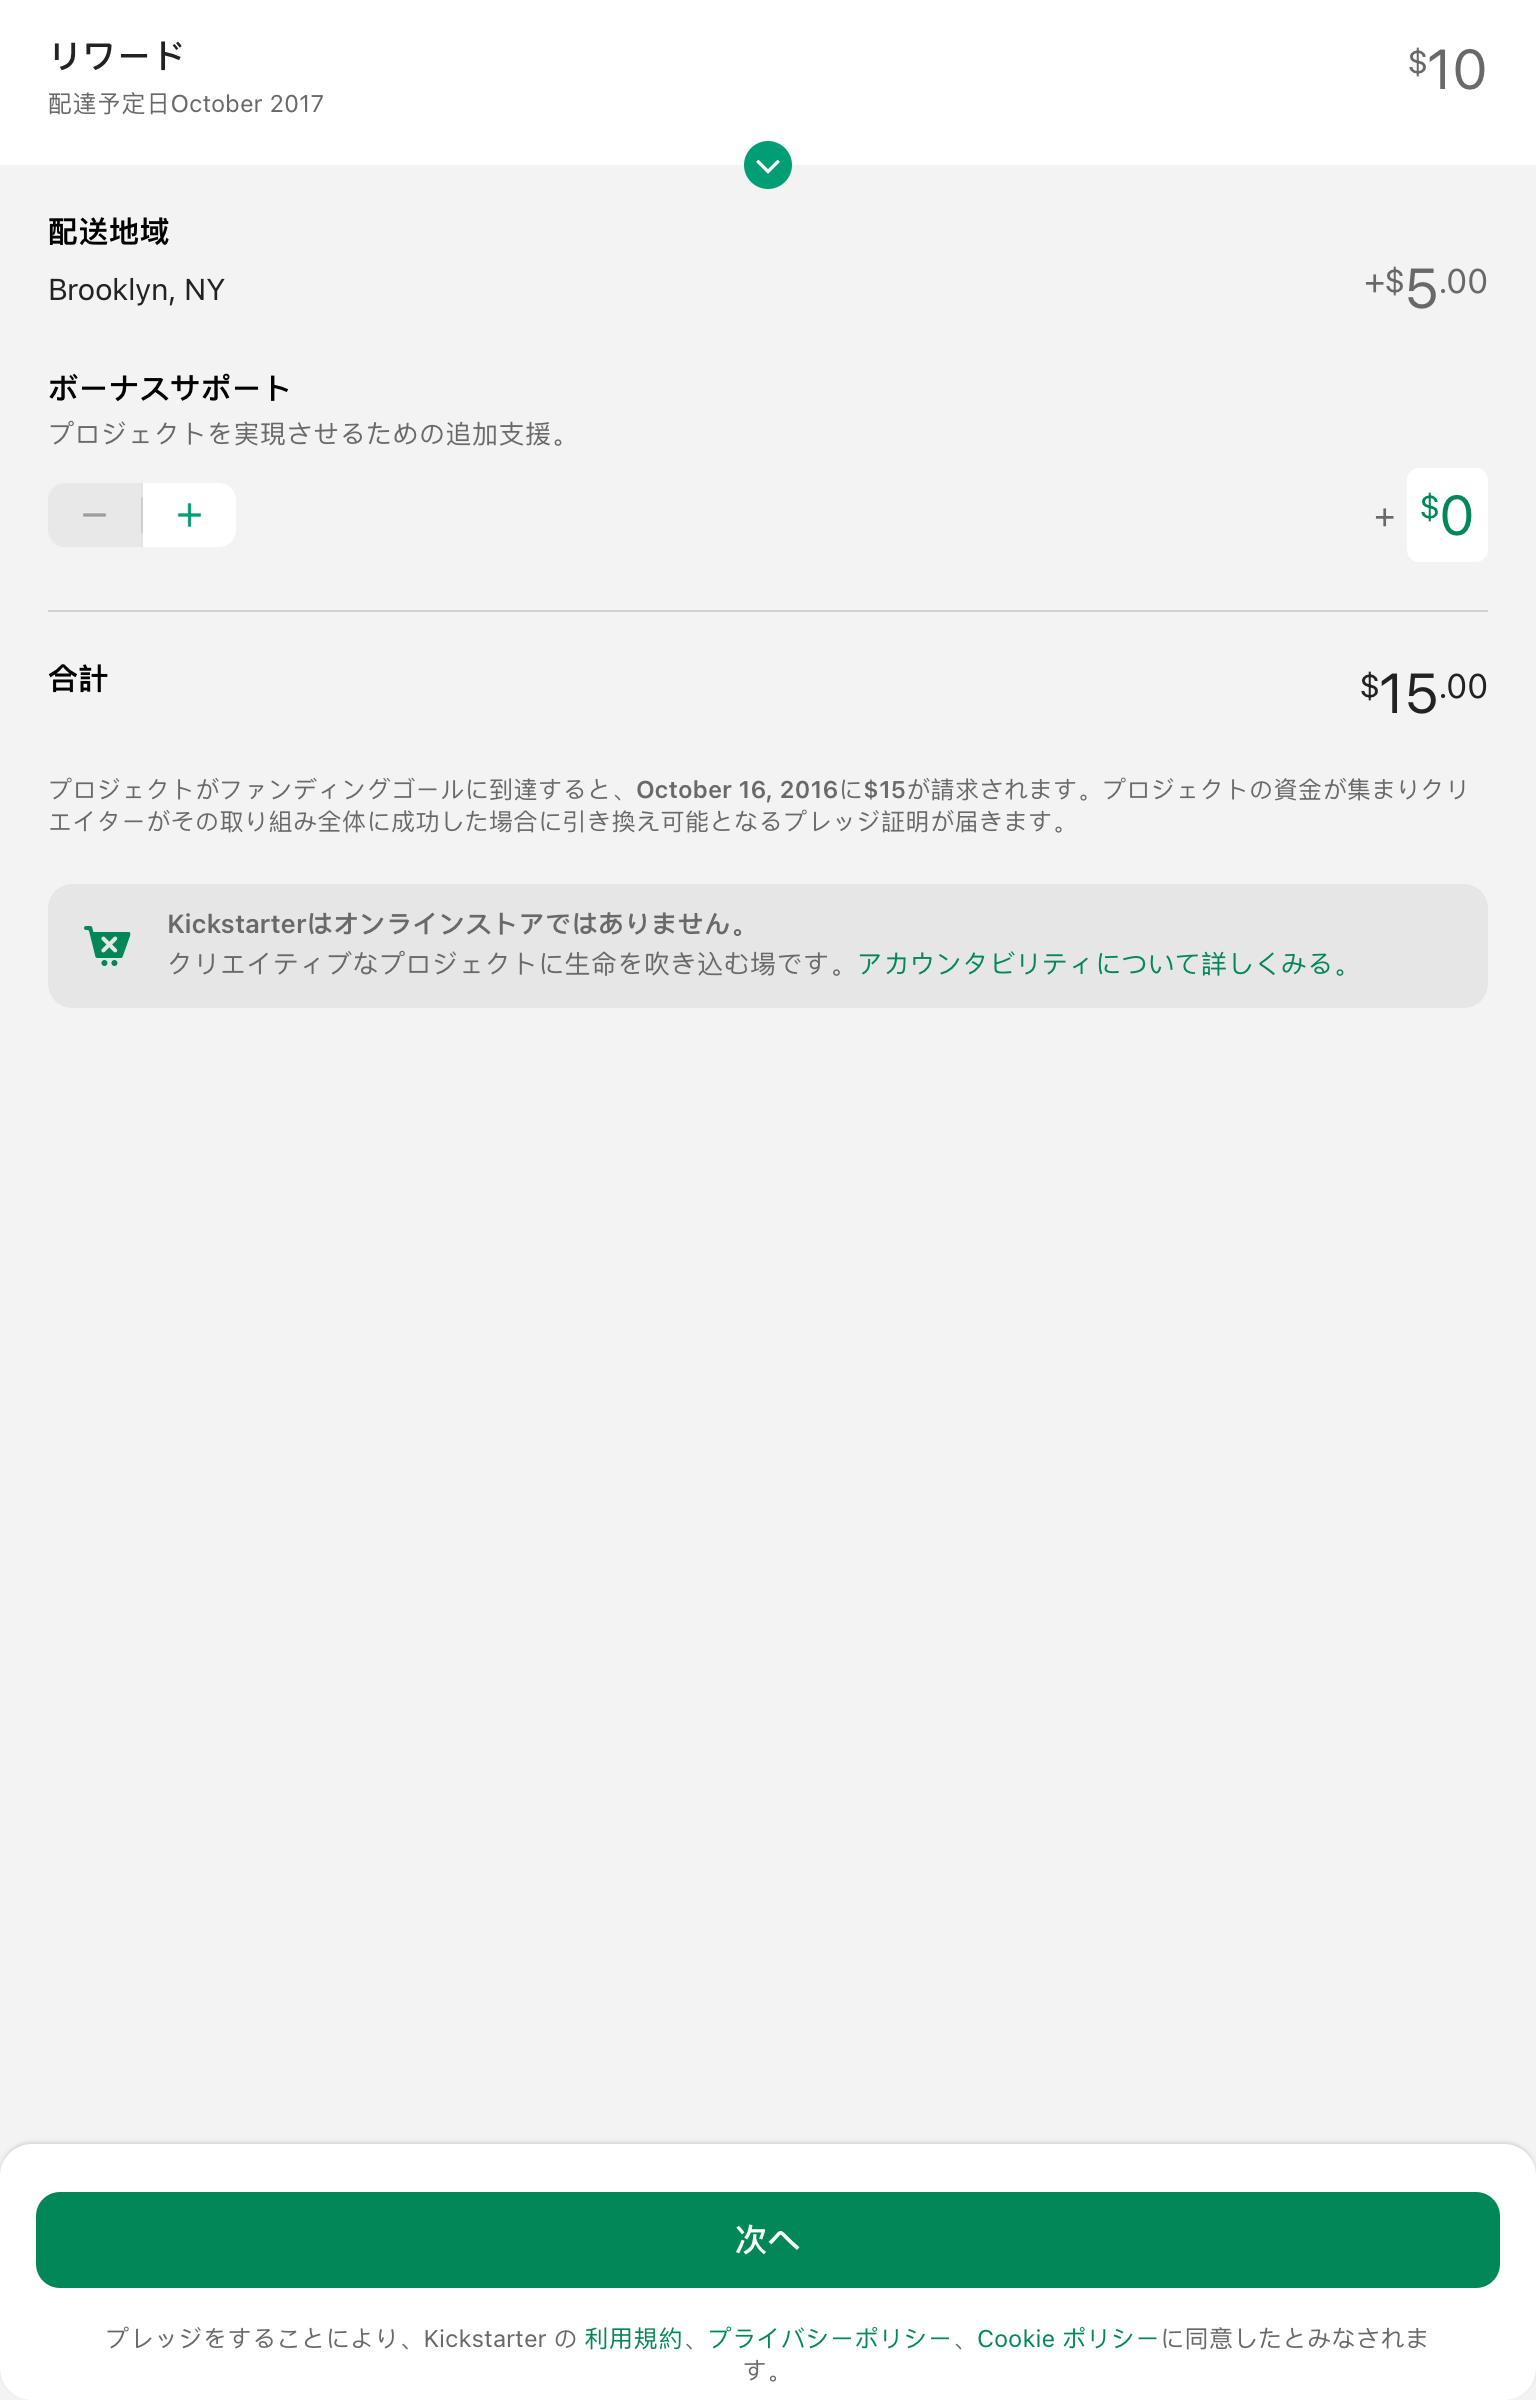 リワード
$10
配達予定日October 2017
配送地域
Brooklyn, NY
+$5.00
ボーナスサポート
プロジェクトを実現させるための追加支援。
− +
+ $0
合計
$15.00
プロジェクトがファンディングゴールに到達すると、October 16, 2016に$15が請求されます。プロジェクトの資金が集まりクリ
エイターがその取り組み全体に成功した場合に引き換え可能となるプレッジ証明が届きます。
Kickstarterはオンラインストアではありません。
クリエイティブなプロジェクトに生命を吹き込む場です。アカウンタビリティについて詳しくみる。
次へ
プレッジをすることにより、Kickstarter の 利用規約、プライバシーポリシー、Cookie ポリシーに同意したとみなされま
す。